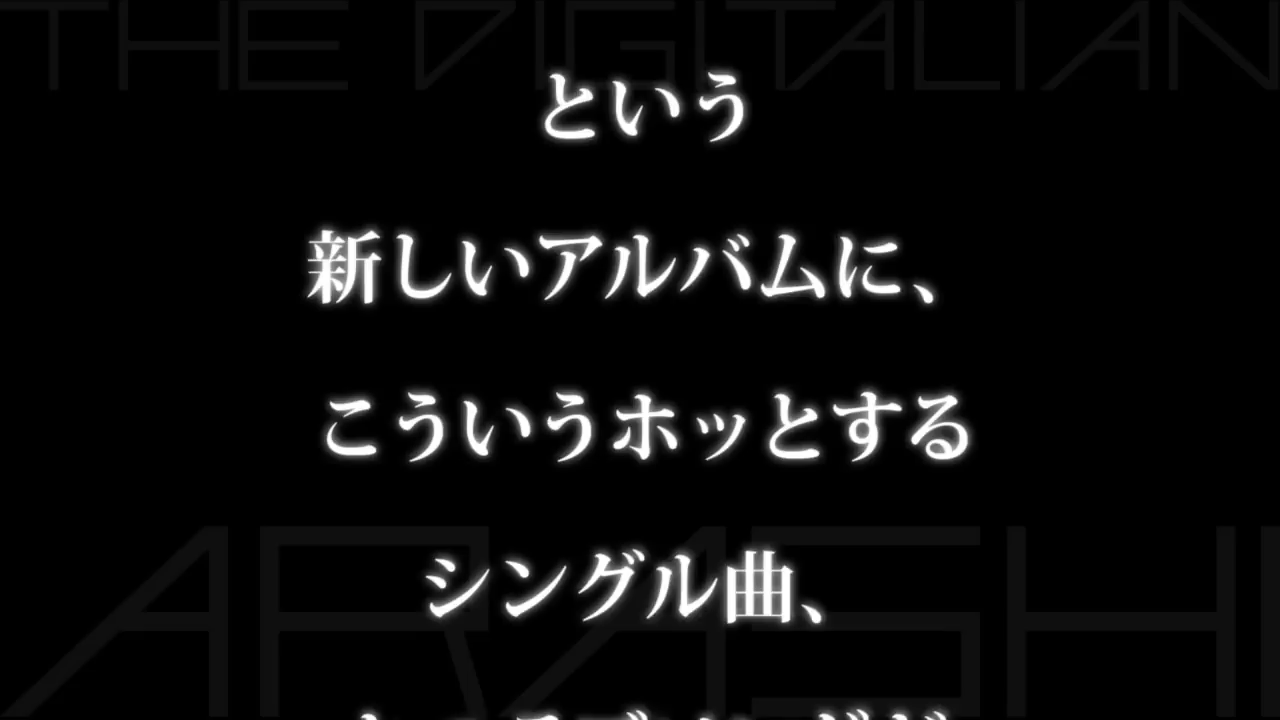 THE DIGITALIAN
という
新しいアルバムに、
こういうホッとする
シングル曲、
ARASHI